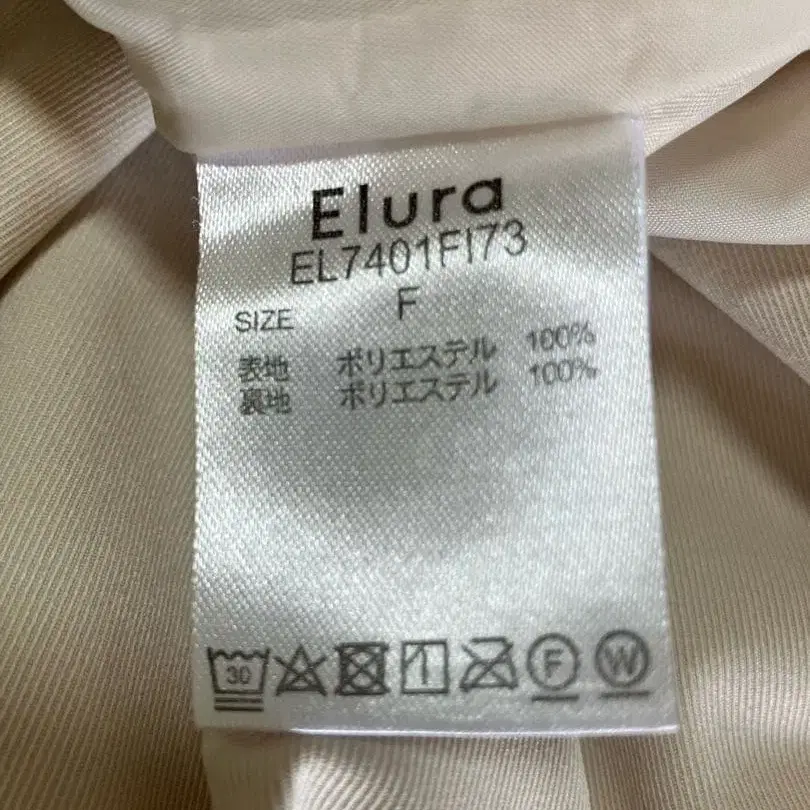 Elura
EL7401FI73
SIZE F
表地 ポリエステル 100%
裏地 ポリエステル 100%
30 F W